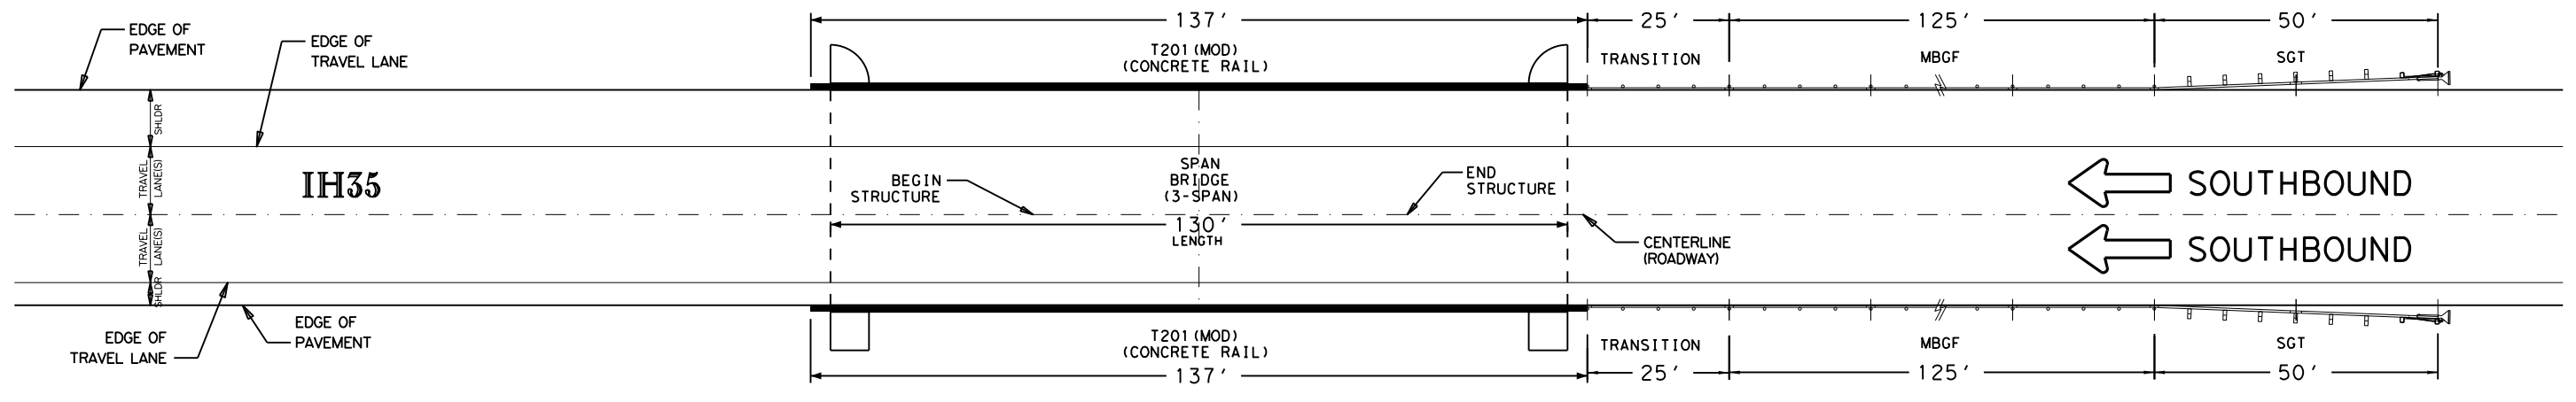 137' 25' 125' 50'
EDGE OF
PAVEMENT
EDGE OF
TRAVEL LANE
T201(MOD)
(CONCRETE RAIL)
TRANSITION
MBGF
SGT
SHLDR
TRAVEL
LANE(S)
IH35
BEGIN
STRUCTURE
SPAN
BRIDGE
(3-SPAN)
END
STRUCTURE
SOUTHBOUND
130'
LENGTH
TRAVEL
LANE(S)
CENTERLINE
(ROADWAY)
SOUTHBOUND
SHLDR
EDGE OF
TRAVEL LANE
EDGE OF
PAVEMENT
T201(MOD)
(CONCRETE RAIL)
TRANSITION
MBGF
SGT
137' 25' 125' 50'